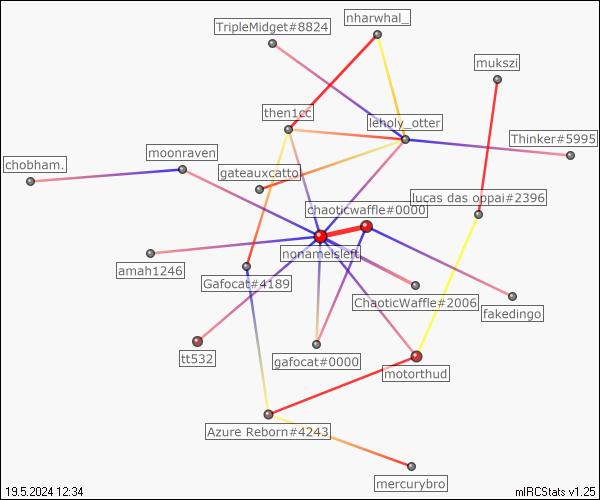 nharwhal_
TripleMidget#8824
mukszi
then1cc
leholy_otter
Thinker#5995
moonraven
chobham.
gateauxcattol
lucas das oppai#2396
chaoticwaffle#0000
nonameisleft
amah1246
Gafocat#4189
ChaoticWaffle#2006
fakedingo
tt532
gafocat#0000
motorthud
Azure Reborn#4243
mercurybro
19.5.2024 12:34
mIRCStats v1.25